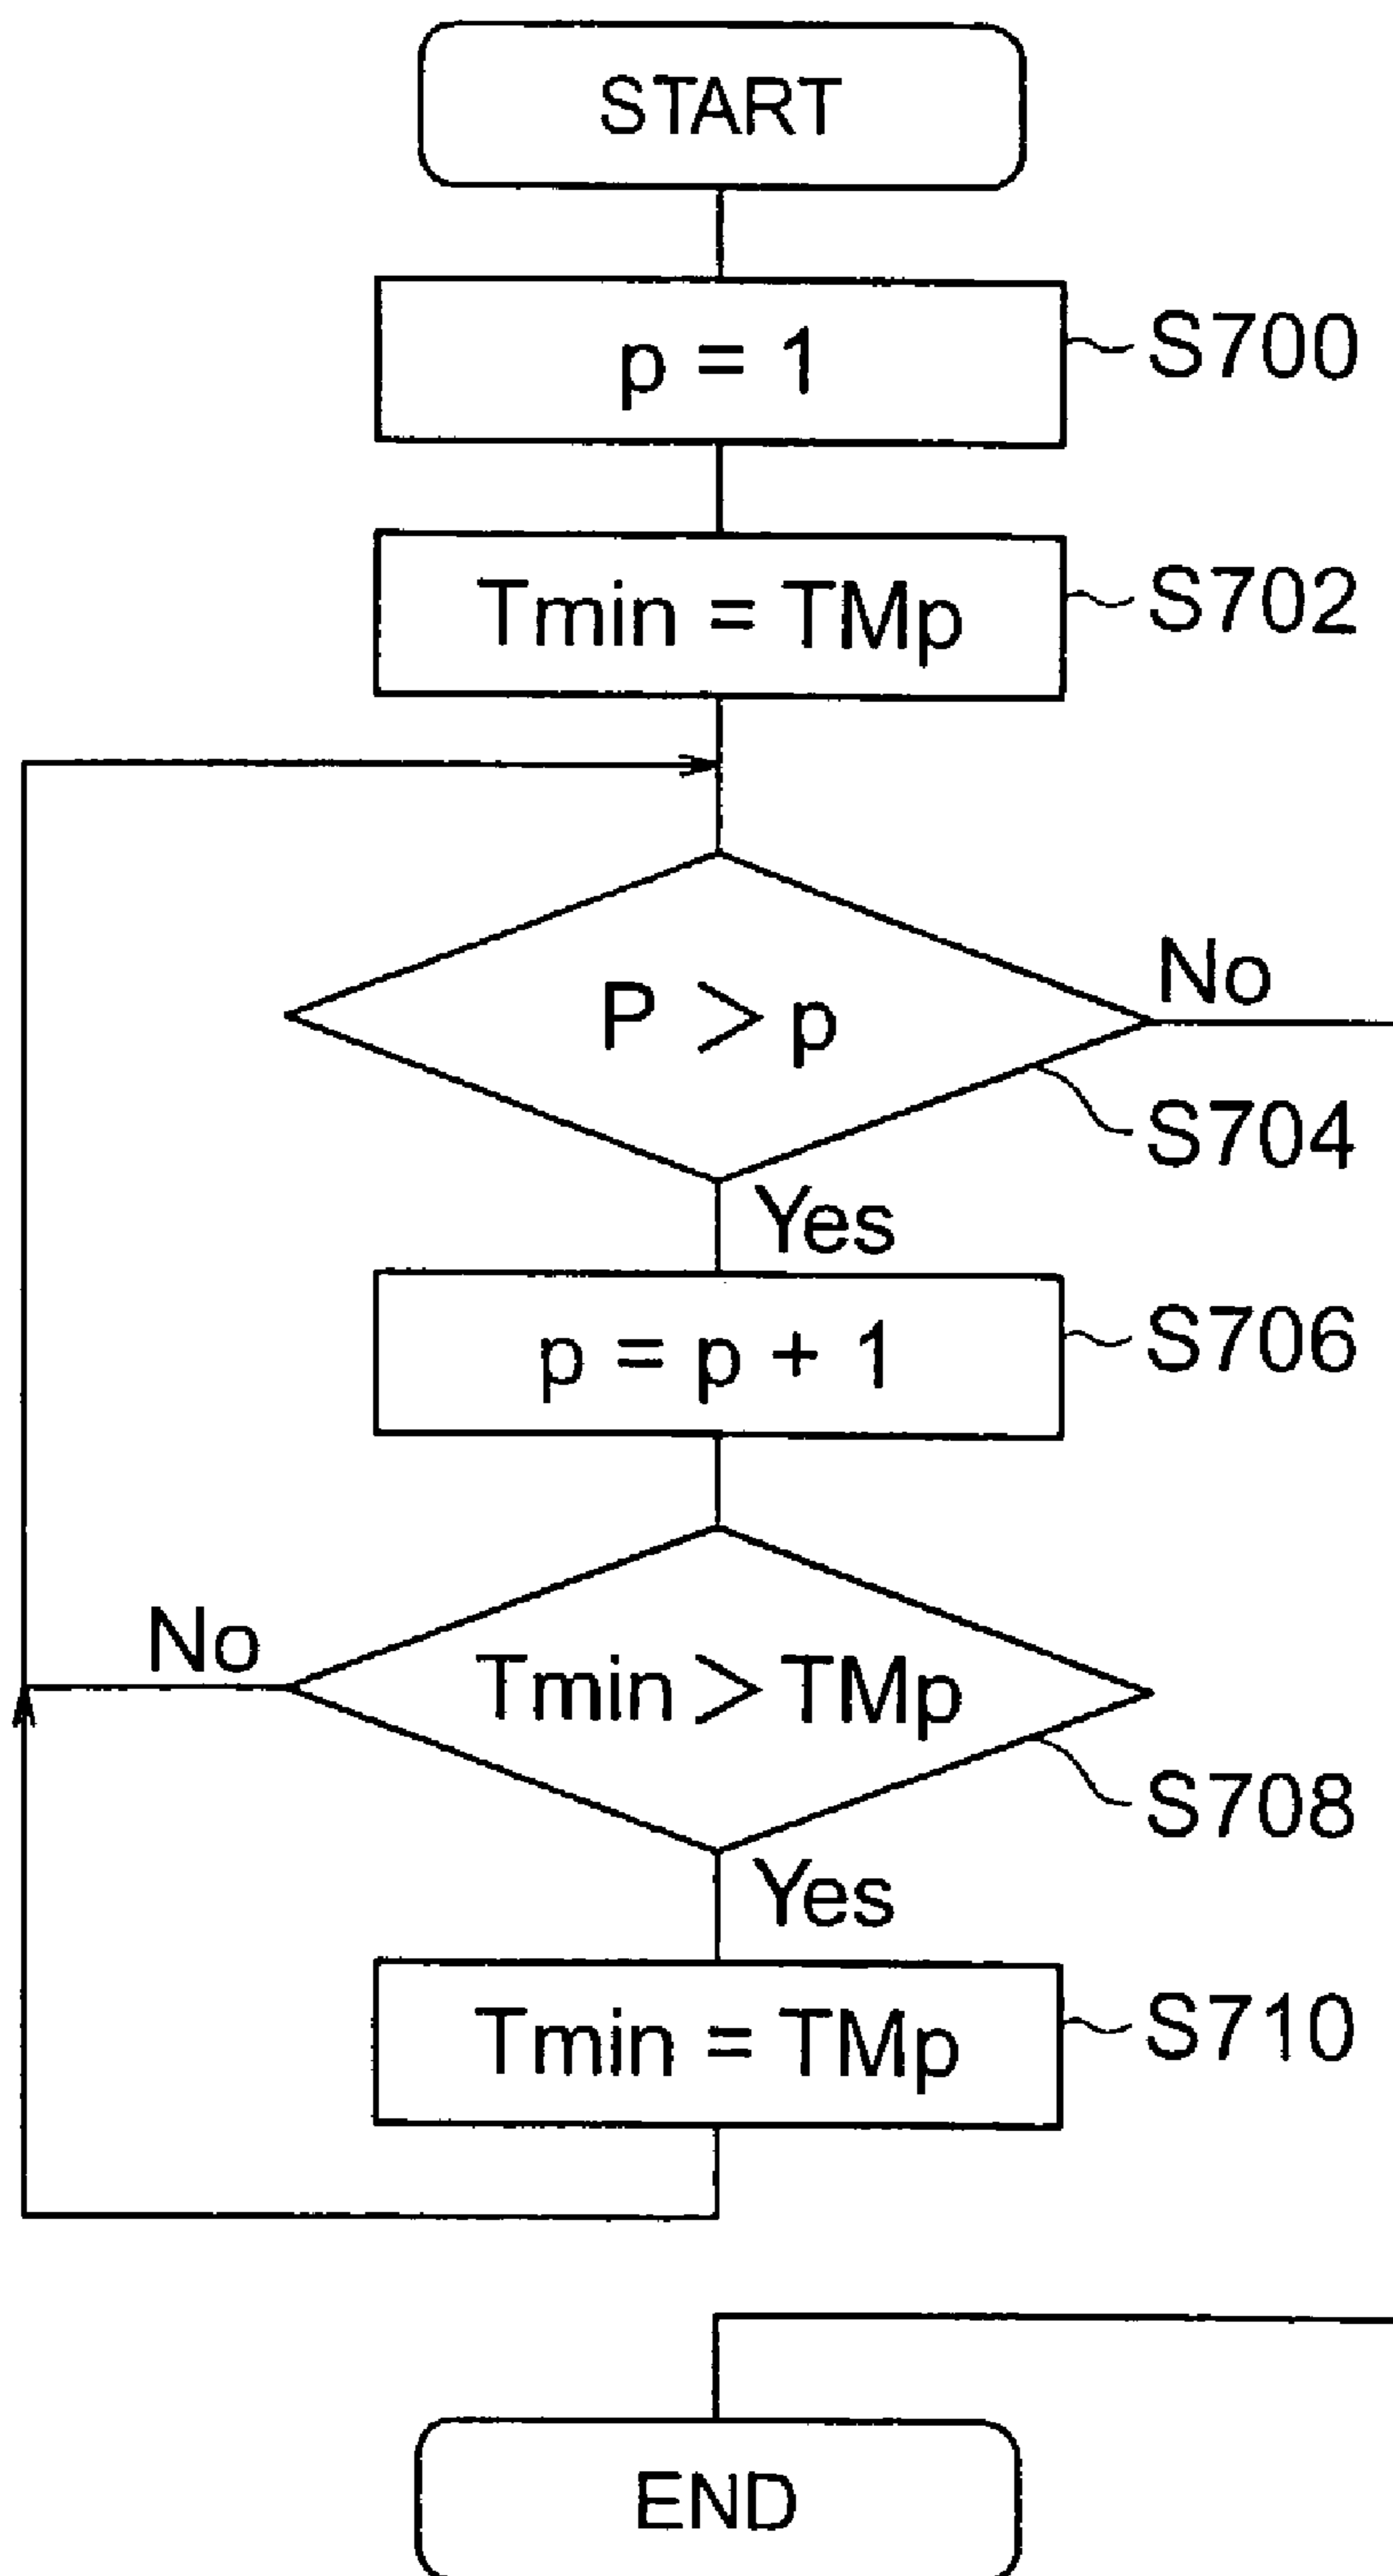 START
p = 1
S700
Tmin = TMp
S702
P > p
No
S704
Yes
p = p + 1
S706
No
Tmin > TMp
S708
Yes
Tmin = TMp
S710
END